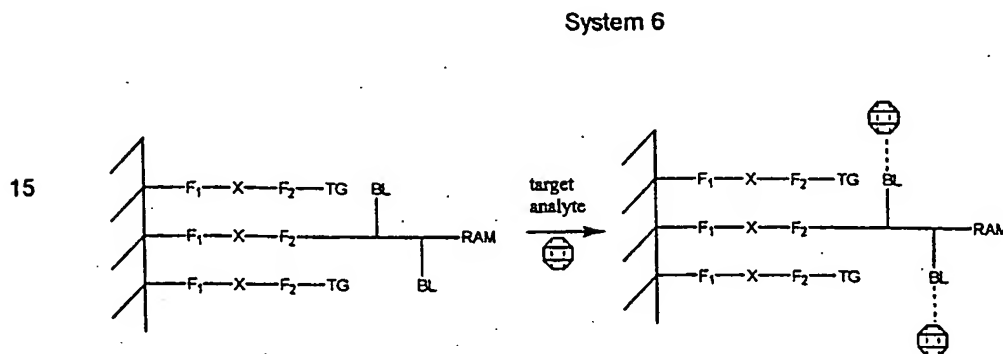 System 6
15
F₁—X—F₂—TG
BL
F₁—X—F₂
RAM
F₁—X—F₂—TG
BL
target
analyte
F₁—X—F₂—TG
BL
F₁—X—F₂
RAM
F₁—X—F₂—TG
BL